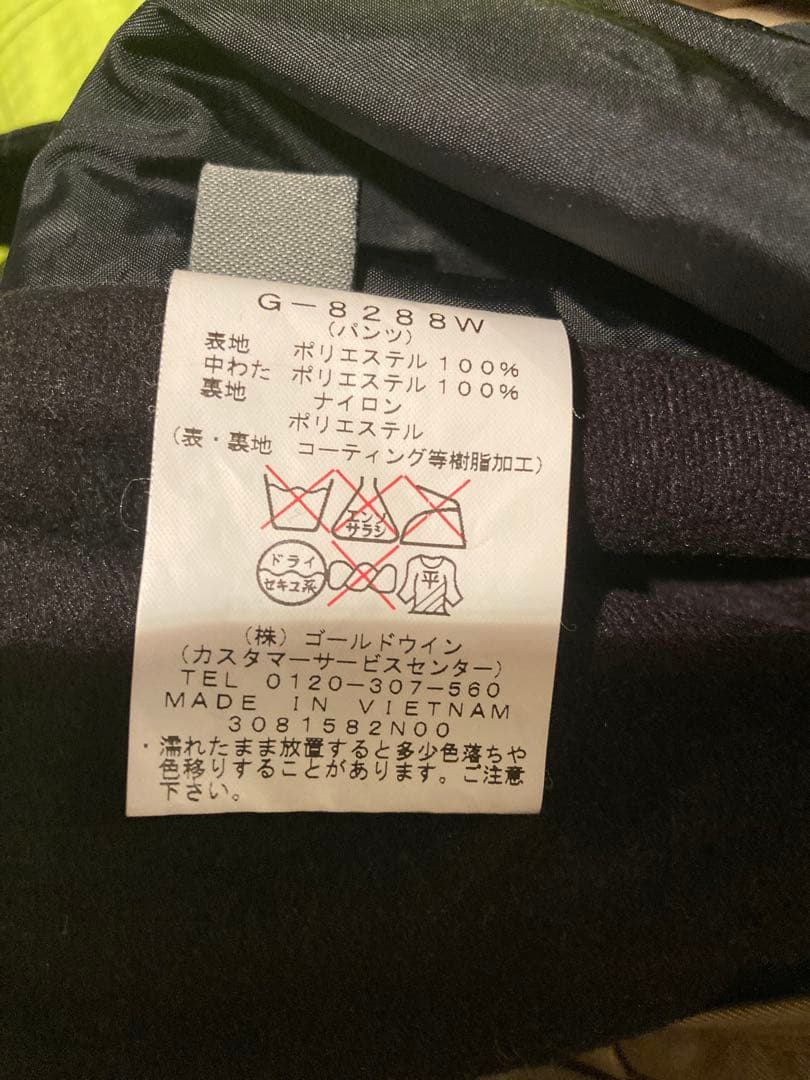 G-8288W
(パンツ)
表地 ポリエステル100%
中わた ポリエステル100%
裏地 ナイロン
ポリエステル
(表・裏地 コーティング等樹脂加工)
エンソ
サラシ
ドライ
セキユ系
平
(株) ゴールドウイン
(カスタマーサービスセンター)
TEL 0120-307-560
MADE IN VIETNAM
3081582N00
・濡れたまま放置すると多少色落ちや
色移りすることがあります。ご注意
下さい。